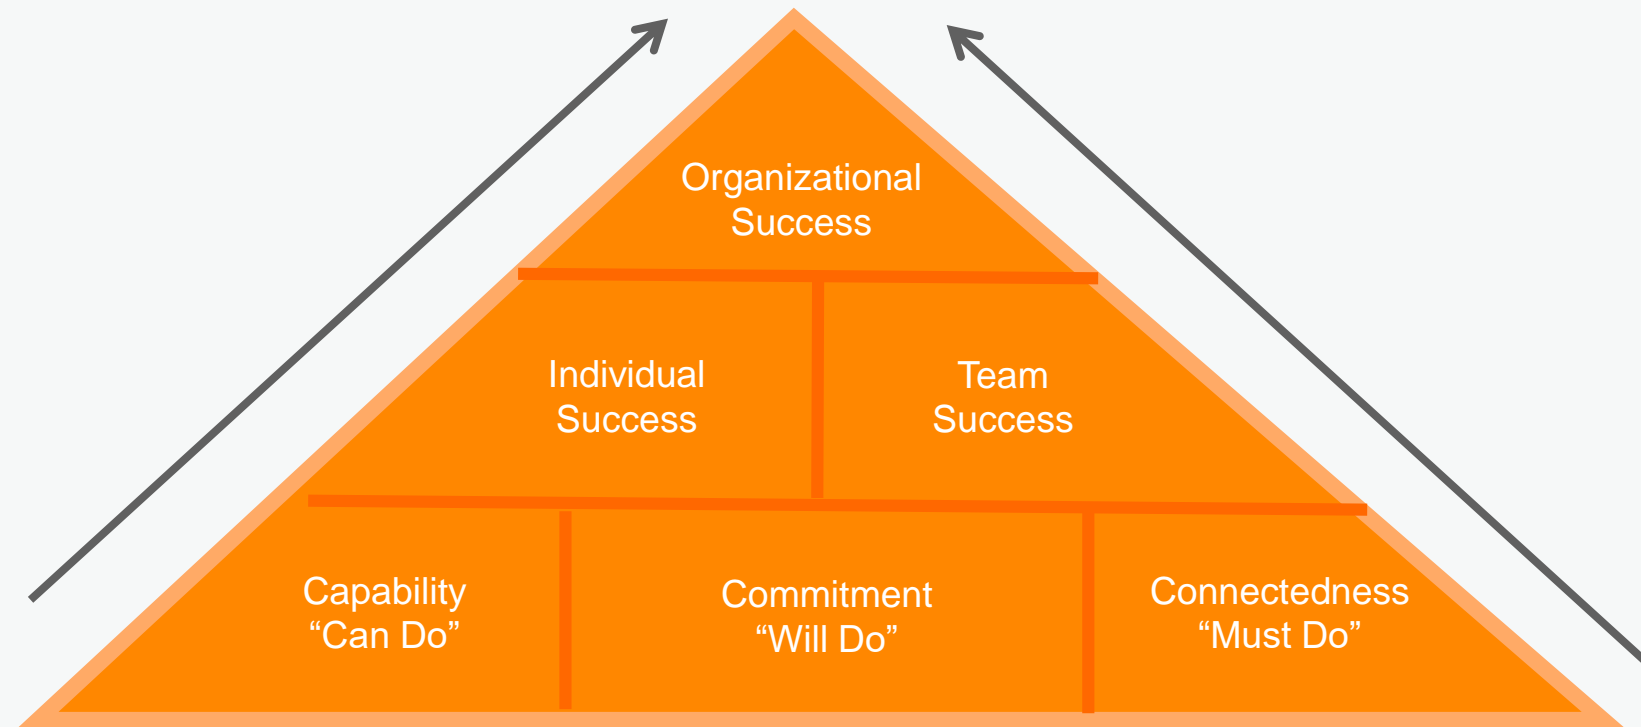 Organizational
Success
Individual
Success
Team
Success
Capability
“Can Do”
Commitment
“Will Do”
Connectedness
“Must Do”